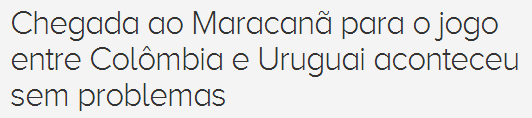 Chegada ao Maracanã para o jogo
entre Colômbia e Uruguai aconteceu
sem problemas